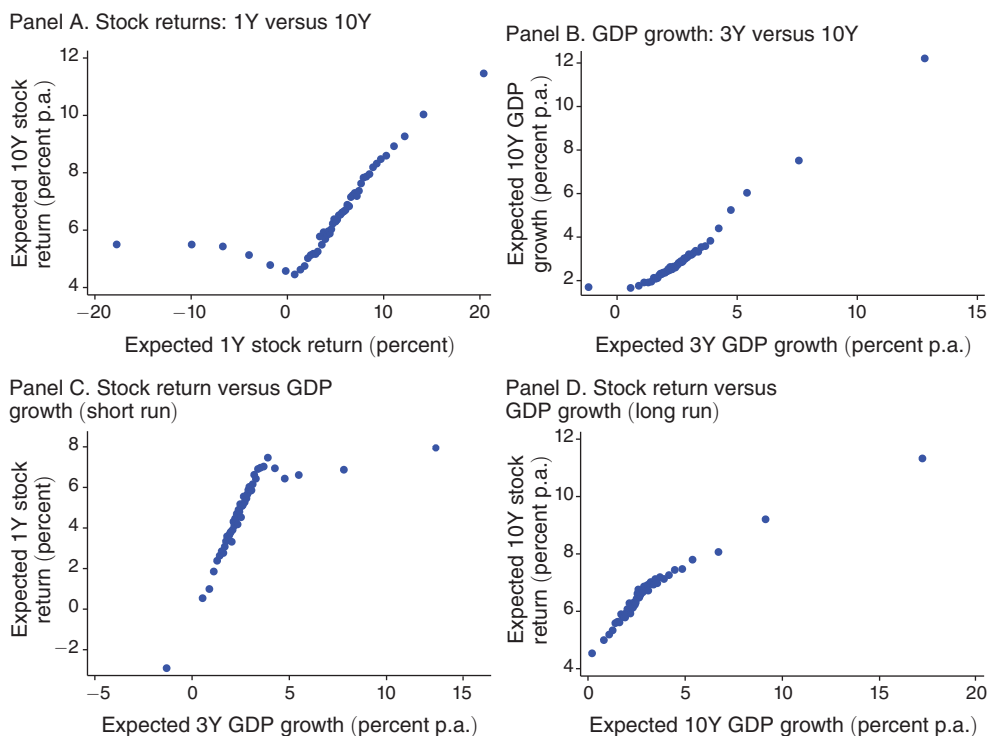 Panel A. Stock returns: 1Y versus 10Y
Expected 10Y stock
return (percent p.a.)
12
10
8
6
4
−20
−10
0
10
20
Expected 1Y stock return (percent)
Panel B. GDP growth: 3Y versus 10Y
Expected 10Y GDP
growth (percent p.a.)
12
10
8
6
4
2
0
5
10
15
Expected 3Y GDP growth (percent p.a.)
Panel C. Stock return versus GDP
growth (short run)
Expected 1Y stock
return (percent)
8
6
4
2
0
−2
−5
0
5
10
15
Expected 3Y GDP growth (percent p.a.)
Panel D. Stock return versus
GDP growth (long run)
Expected 10Y stock
return (percent p.a.)
12
10
8
6
4
0
5
10
15
20
Expected 10Y GDP growth (percent p.a.)